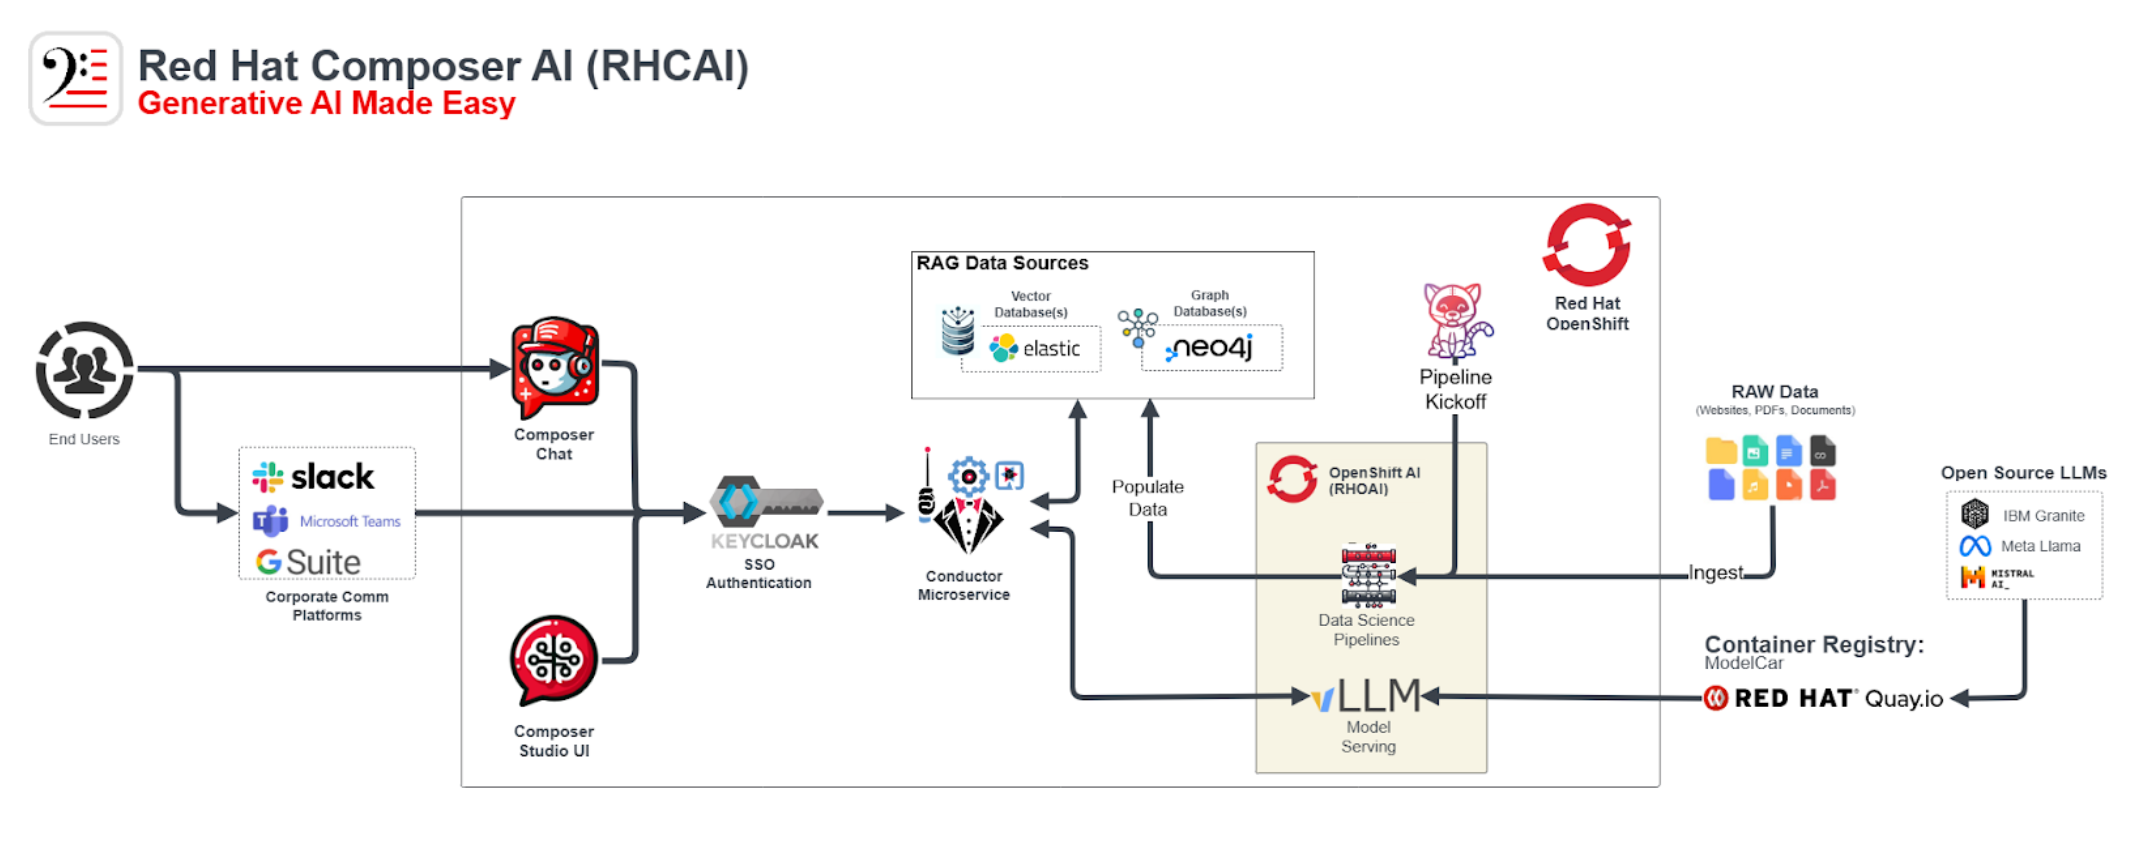 Red Hat Composer AI (RHCAI)
Generative AI Made Easy
End Users
slack
Microsoft Teams
G Suite
Corporate Comm
Platforms
Composer
Chat
Composer
Studio UI
KEYCLOAK
SSO
Authentication
Conductor
Microservice
RAG Data Sources
Vector
Database(s)
elastic
Graph
Database(s)
neo4j
Populate
Data
Pipeline
Kickoff
OpenShift AI
(RHOAI)
Data Science
Pipelines
vLLM
Model
Serving
Red Hat
OpenShift
RAW Data
(Websites, PDFs, Documents)
Ingest
Open Source LLMs
IBM Granite
Meta Llama
MISTRAL
AI_
Container Registry:
ModelCar
RED HAT® Quay.io